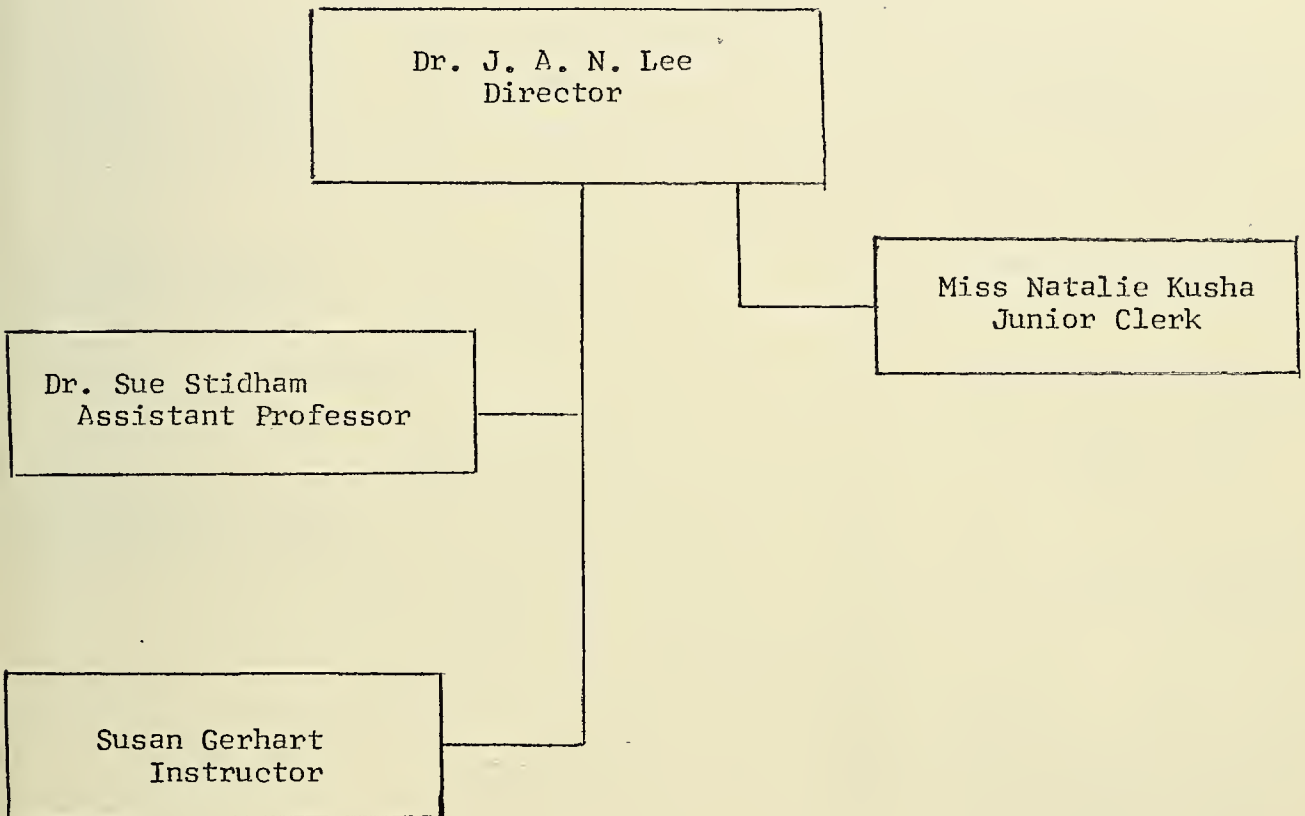 Dr. J. A. N. Lee
Director
Miss Natalie Kusha
Junior Clerk
Dr. Sue Stidham
Assistant Professor
Susan Gerhart
Instructor